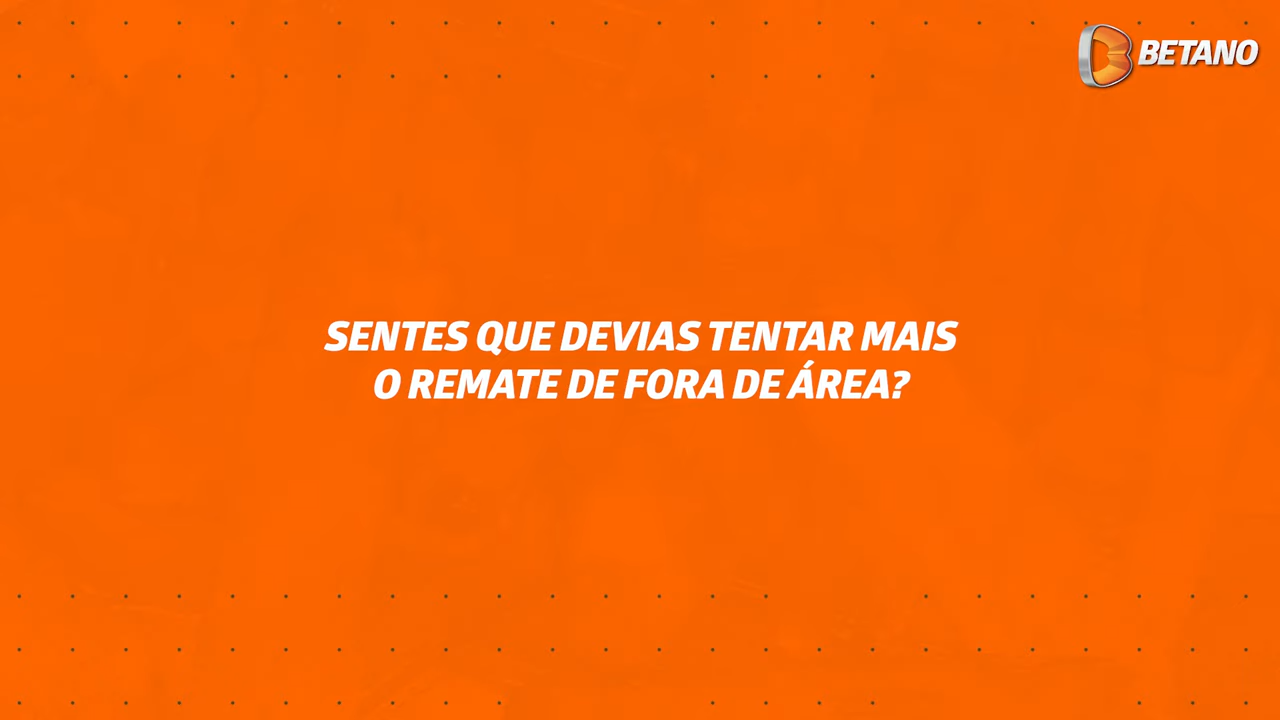 BETANO
SENTES QUE DEVIAS TENTAR MAIS
O REMATE DE FORA DE ÁREA?